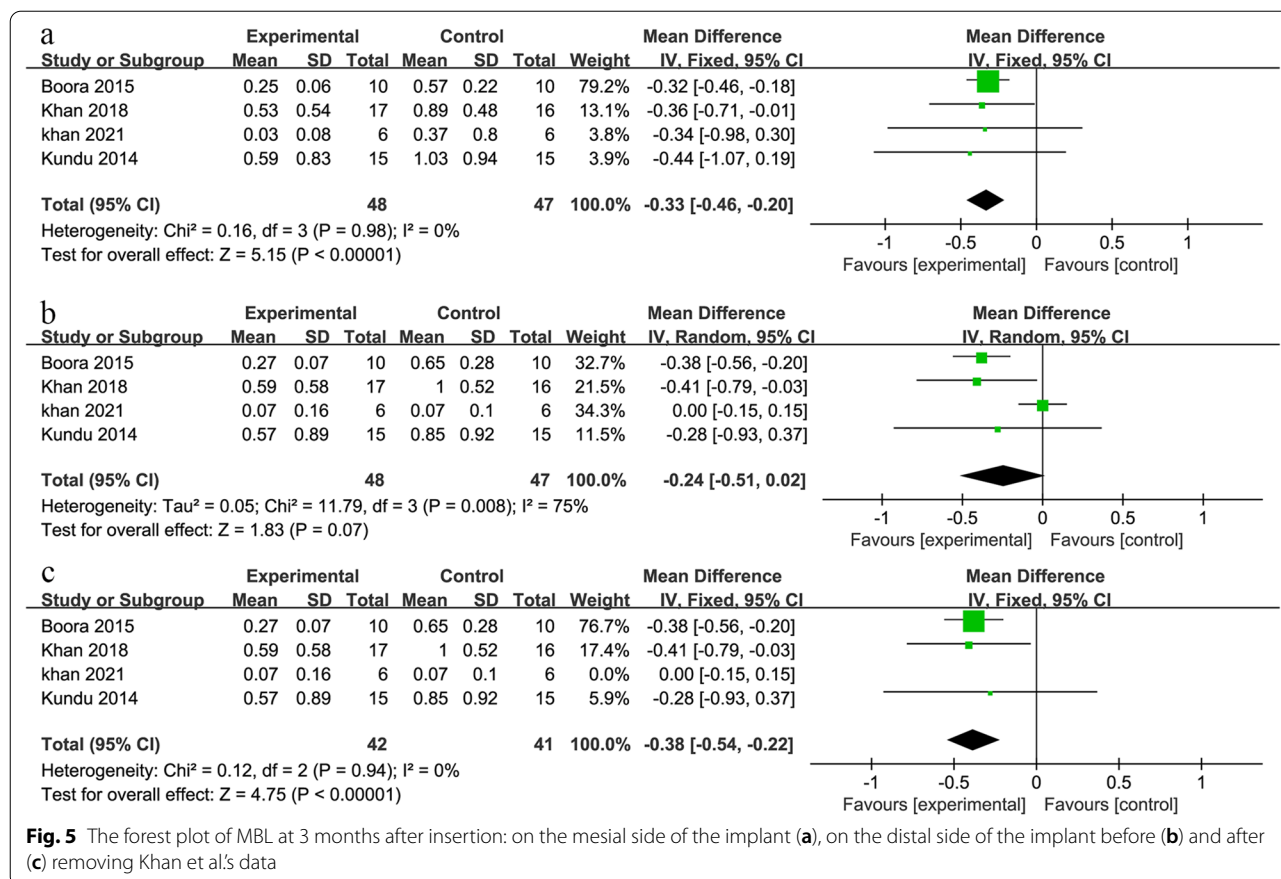 a
Experimental Control Mean Difference Mean Difference
Study or Subgroup Mean SD Total Mean SD Total Weight IV, Fixed, 95% CI IV, Fixed, 95% CI
Boora 2015 0.25 0.06 10 0.57 0.22 10 79.2% -0.32 [-0.46, -0.18]
Khan 2018 0.53 0.54 17 0.89 0.48 16 13.1% -0.36 [-0.71, -0.01]
khan 2021 0.03 0.08 6 0.37 0.8 6 3.8% -0.34 [-0.98, 0.30]
Kundu 2014 0.59 0.83 15 1.03 0.94 15 3.9% -0.44 [-1.07, 0.19]
Total (95% CI) 48 47 100.0% -0.33 [-0.46, -0.20]
Heterogeneity: Chi² = 0.16, df = 3 (P = 0.98); I² = 0%
Test for overall effect: Z = 5.15 (P < 0.00001)
-1 -0.5 0 0.5 1
Favours [experimental] Favours [control]
b
Experimental Control Mean Difference Mean Difference
Study or Subgroup Mean SD Total Mean SD Total Weight IV, Random, 95% CI IV, Random, 95% CI
Boora 2015 0.27 0.07 10 0.65 0.28 10 32.7% -0.38 [-0.56, -0.20]
Khan 2018 0.59 0.58 17 1 0.52 16 21.5% -0.41 [-0.79, -0.03]
khan 2021 0.07 0.16 6 0.07 0.1 6 34.3% 0.00 [-0.15, 0.15]
Kundu 2014 0.57 0.89 15 0.85 0.92 15 11.5% -0.28 [-0.93, 0.37]
Total (95% CI) 48 47 100.0% -0.24 [-0.51, 0.02]
Heterogeneity: Tau² = 0.05; Chi² = 11.79, df = 3 (P = 0.008); I² = 75%
Test for overall effect: Z = 1.83 (P = 0.07)
-1 -0.5 0 0.5 1
Favours [experimental] Favours [control]
c
Experimental Control Mean Difference Mean Difference
Study or Subgroup Mean SD Total Mean SD Total Weight IV, Fixed, 95% CI IV, Fixed, 95% CI
Boora 2015 0.27 0.07 10 0.65 0.28 10 76.7% -0.38 [-0.56, -0.20]
Khan 2018 0.59 0.58 17 1 0.52 16 17.4% -0.41 [-0.79, -0.03]
khan 2021 0.07 0.16 6 0.07 0.1 6 0.0% 0.00 [-0.15, 0.15]
Kundu 2014 0.57 0.89 15 0.85 0.92 15 5.9% -0.28 [-0.93, 0.37]
Total (95% CI) 42 41 100.0% -0.38 [-0.54, -0.22]
Heterogeneity: Chi² = 0.12, df = 2 (P = 0.94); I² = 0%
Test for overall effect: Z = 4.75 (P < 0.00001)
-1 -0.5 0 0.5 1
Favours [experimental] Favours [control]
Fig. 5 The forest plot of MBL at 3 months after insertion: on the mesial side of the implant (a), on the distal side of the implant before (b) and after
(c) removing Khan et al.'s data